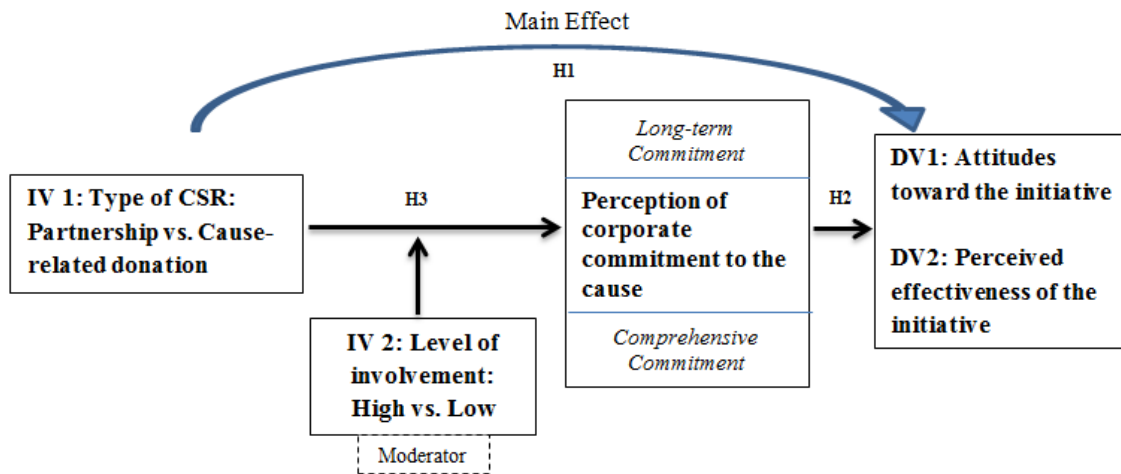 Main Effect
H1
IV 1: Type of CSR:
Partnership vs. Cause-
related donation
H3
IV 2: Level of
involvement:
High vs. Low
Moderator
Long-term
Commitment
Perception of
corporate
commitment to the
cause
Comprehensive
Commitment
H2
DV1: Attitudes
toward the initiative
DV2: Perceived
effectiveness of the
initiative